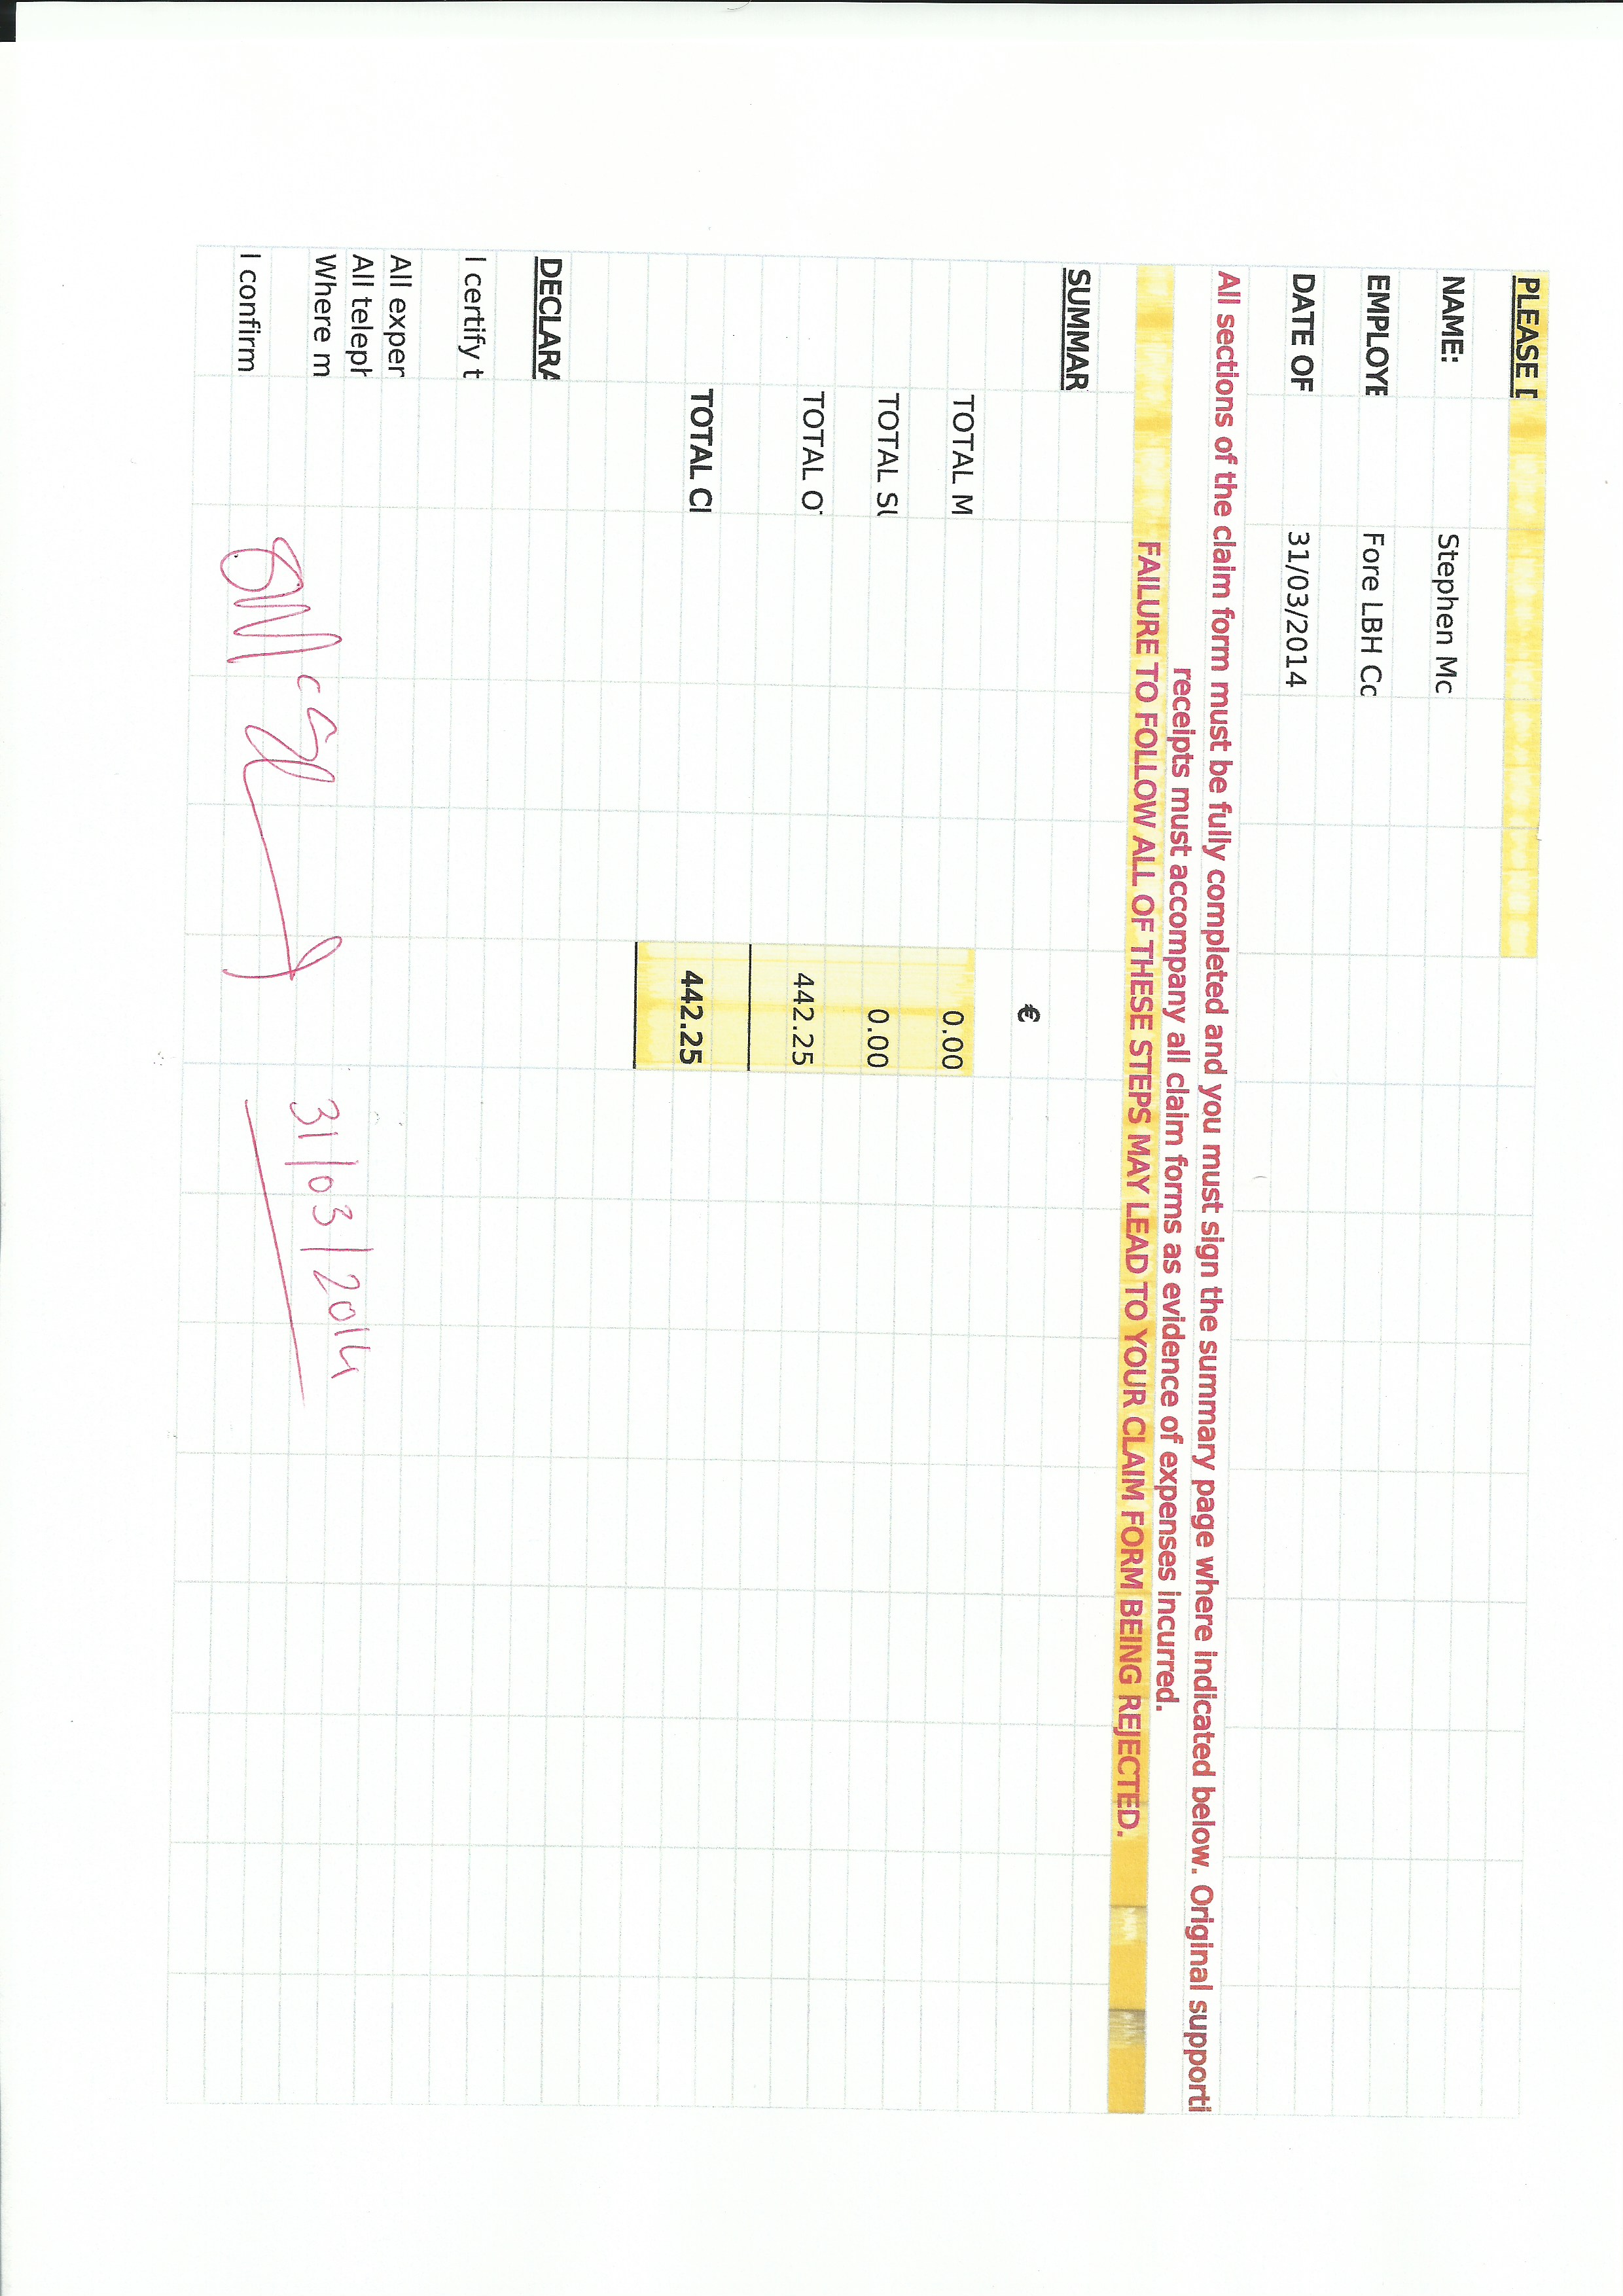 PLEASE
NAME: Stephen Mc
EMPLOYE Fore LBH Cc
DATE OF 31/03/2014
All sections of the claim form must be fully completed and you must sign the summary page where indicated below. Original supporti
receipts must accompany all claim forms as evidence of expenses incurred.
FAILURE TO FOLLOW ALL OF THESE STEPS MAY LEAD TO YOUR CLAIM FORM BEING REJECTED.
SUMMAR
€
TOTAL M 0.00
TOTAL SU 0.00
TOTAL O 442.25
TOTAL Cl 442.25
DECLARA
I certify t
All exper
All teleph
Where m
I confirm
31/03/2014